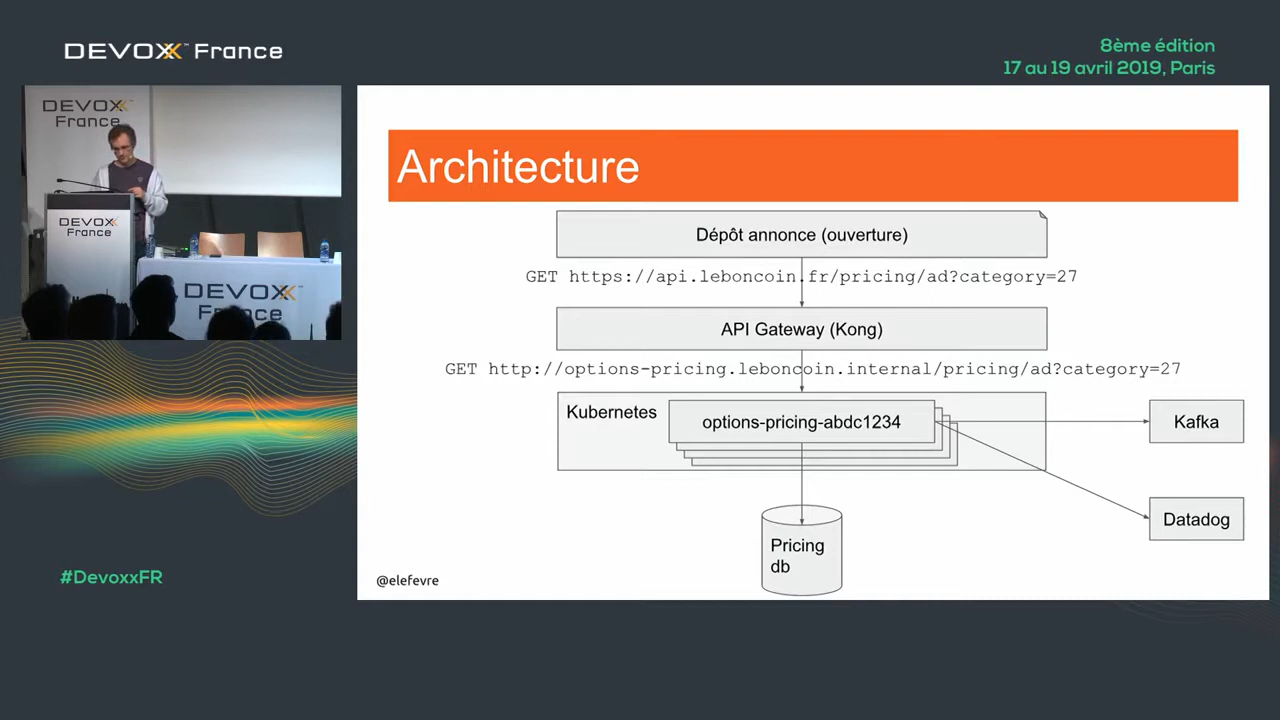 DEVOXX™ France
8ème édition
17 au 19 avril 2019, Paris
DEVOXX
France
DEVOXX
France
DEVOXX
France
Architecture
Dépôt annonce (ouverture)
GET https://api.leboncoin.fr/pricing/ad?category=27
API Gateway (Kong)
GET http://options-pricing.leboncoin.internal/pricing/ad?category=27
Kubernetes
options-pricing-abdc1234
Kafka
Datadog
Pricing
db
@elefevre
#DevoxxFR